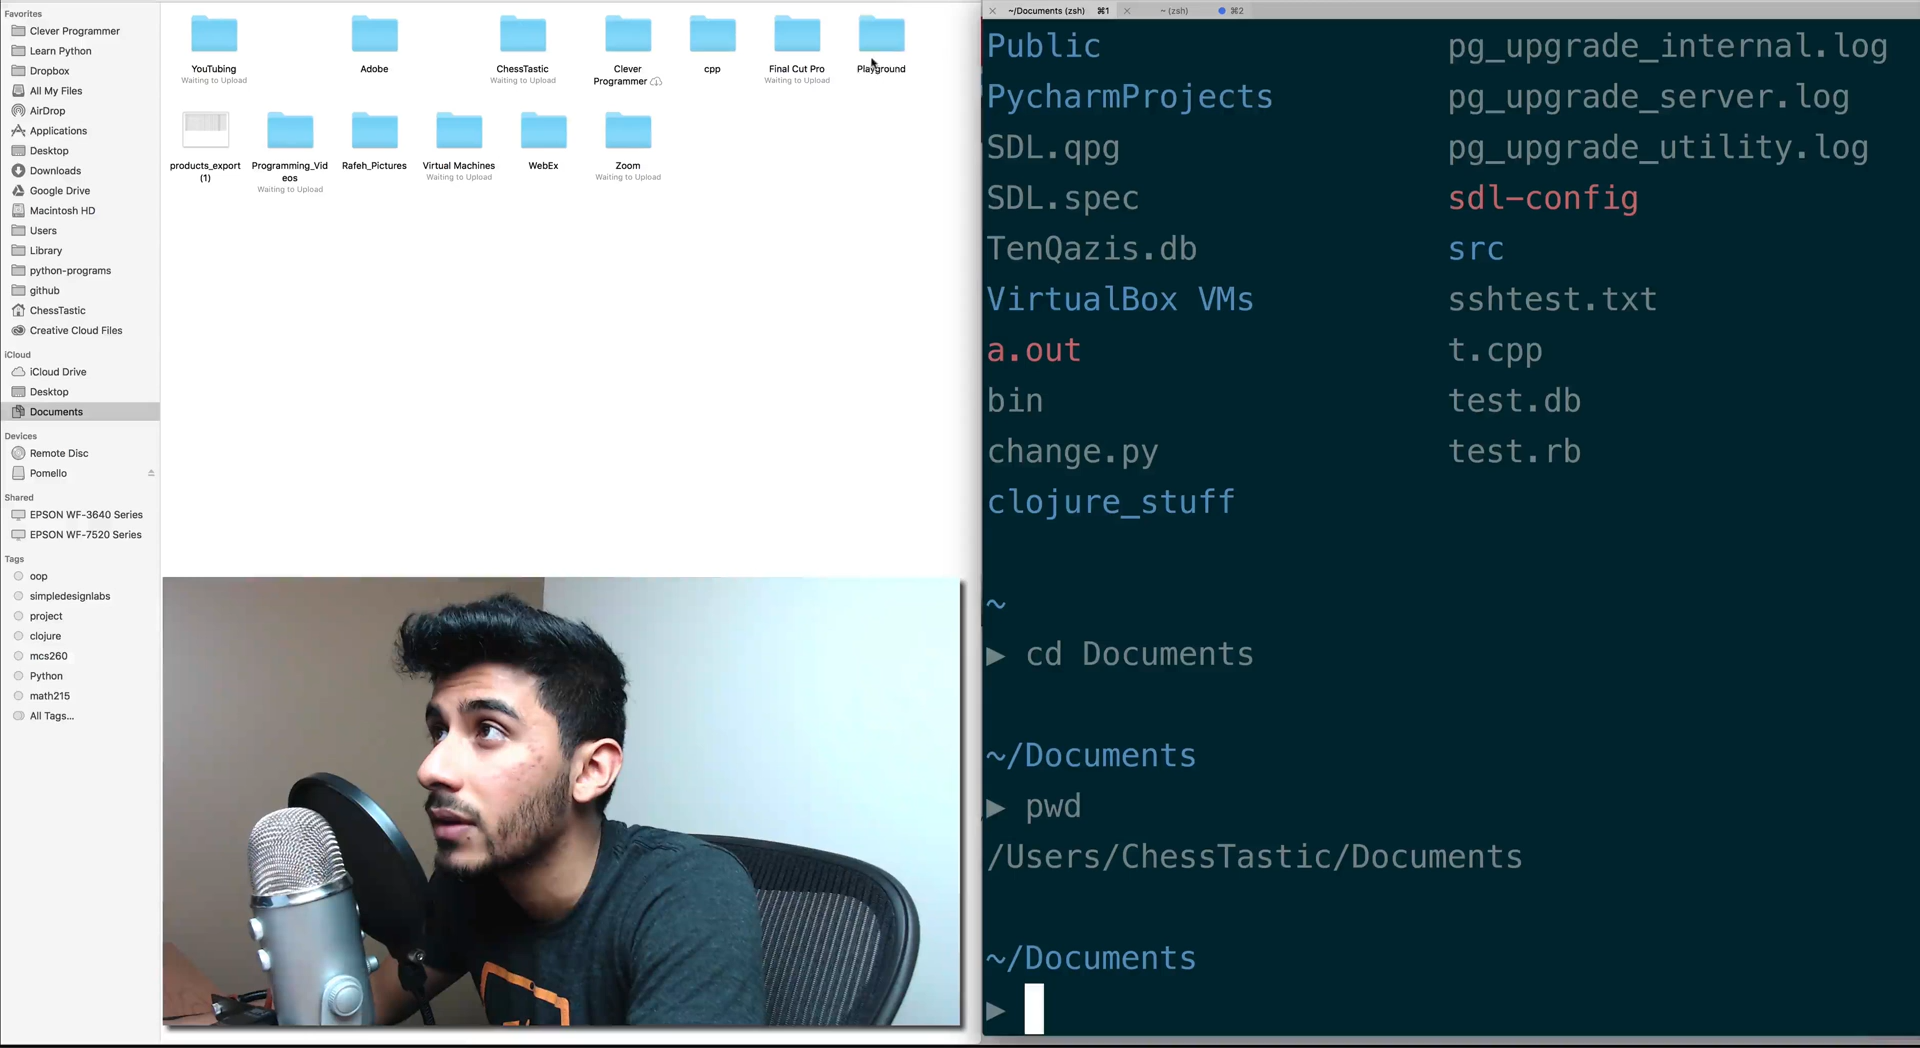 Favorites
Clever Programmer
Learn Python
Dropbox
All My Files
AirDrop
Applications
Desktop
Downloads
Google Drive
Macintosh HD
Users
Library
python-programs
github
ChessTastic
Creative Cloud Files
iCloud
iCloud Drive
Desktop
Documents
Devices
Remote Disc
Pomello
Shared
EPSON WF-3640 Series
EPSON WF-7520 Series
Tags
oop
simpledesignlabs
project
clojure
mcs260
Python
math215
All Tags...
YouTubing
Waiting to Upload
Adobe
ChessTastic
Waiting to Upload
Clever
Programmer
cpp
Final Cut Pro
Waiting to Upload
Playground
products_export
(1)
Programming_Vid
eos
Waiting to Upload
Rafeh_Pictures
Virtual Machines
Waiting to Upload
WebEx
Zoom
Waiting to Upload
~/Documents (zsh) ⌘1
~ (zsh) ⌘2
Public pg_upgrade_internal.log
PycharmProjects pg_upgrade_server.log
SDL.qpg pg_upgrade_utility.log
SDL.spec sdl-config
TenQazis.db src
VirtualBox VMs sshtest.txt
a.out t.cpp
bin test.db
change.py test.rb
clojure_stuff
~
▶ cd Documents
~/Documents
▶ pwd
/Users/ChessTastic/Documents
~/Documents
▶